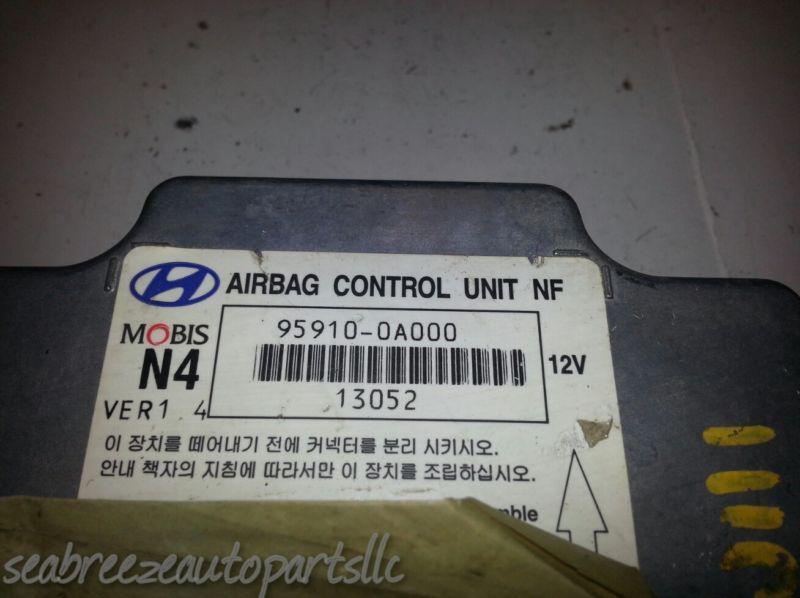 AIRBAG CONTROL UNIT NF
MOBIS
95910-0A000
N4
12V
13052
VER1 4
이 장치를 떼어내기 전에 커넥터를 분리 시키시오.
안내 책자의 지침에 따라서만 이 장치를 조립하십시오.
seabreezeautopartsllc